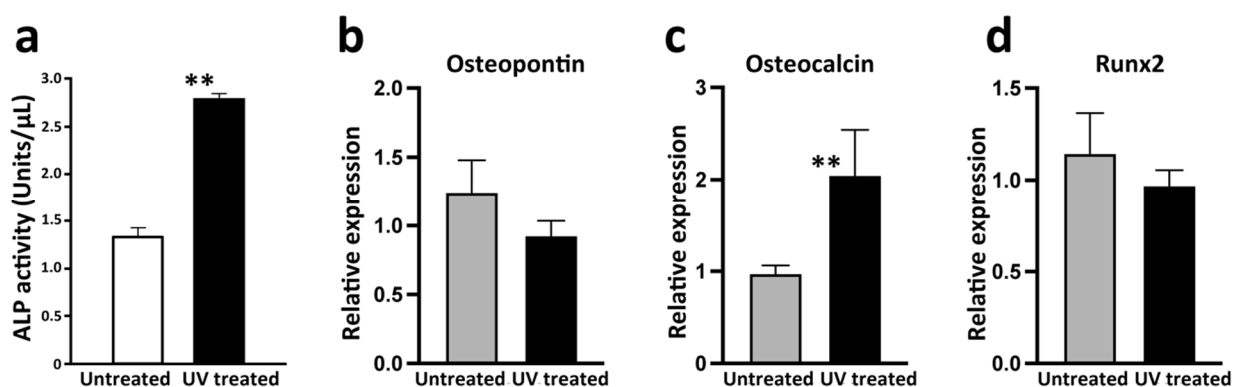 a
ALP activity (Units/µL)
3.0
2.5
2.0
1.5
1.0
0.5
0
**
Untreated UV treated
b
Osteopontin
Relative expression
2.0
1.5
1.0
0.5
0.0
Untreated UV treated
c
Osteocalcin
Relative expression
3
2
1
0
**
Untreated UV treated
d
Runx2
Relative expression
1.5
1.0
0.5
0.0
Untreated UV treated